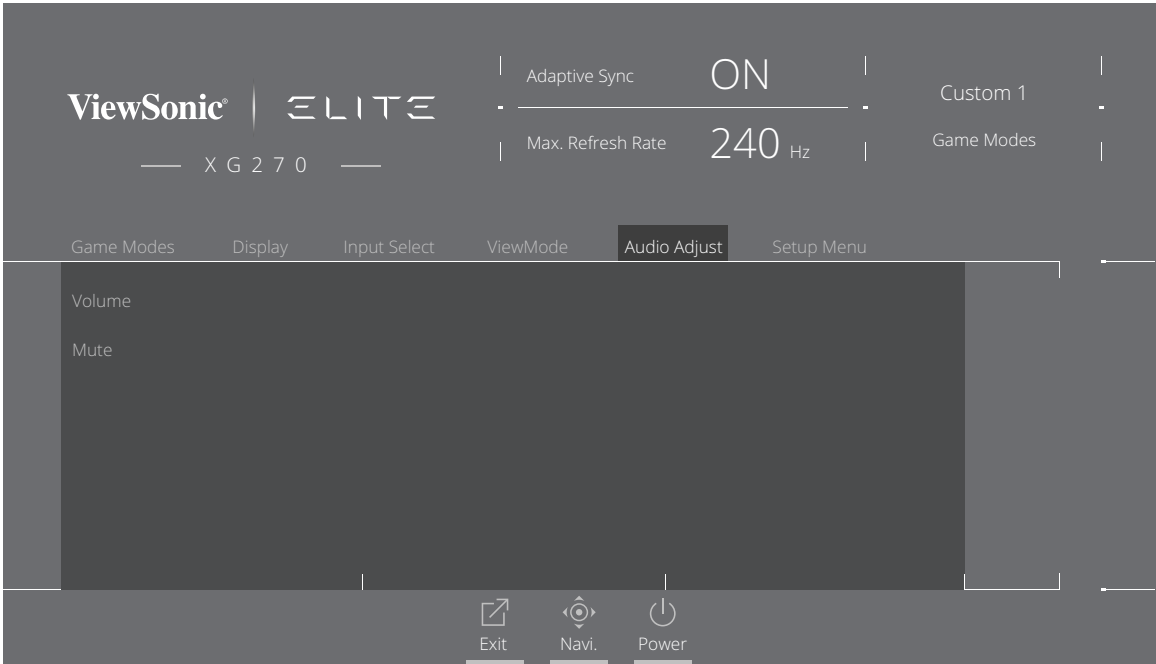 ViewSonic® ELITE
XG270
Adaptive Sync ON
Max. Refresh Rate 240 Hz
Custom 1
Game Modes
Game Modes Display Input Select ViewMode Audio Adjust Setup Menu
Volume
Mute
Exit Navi. Power